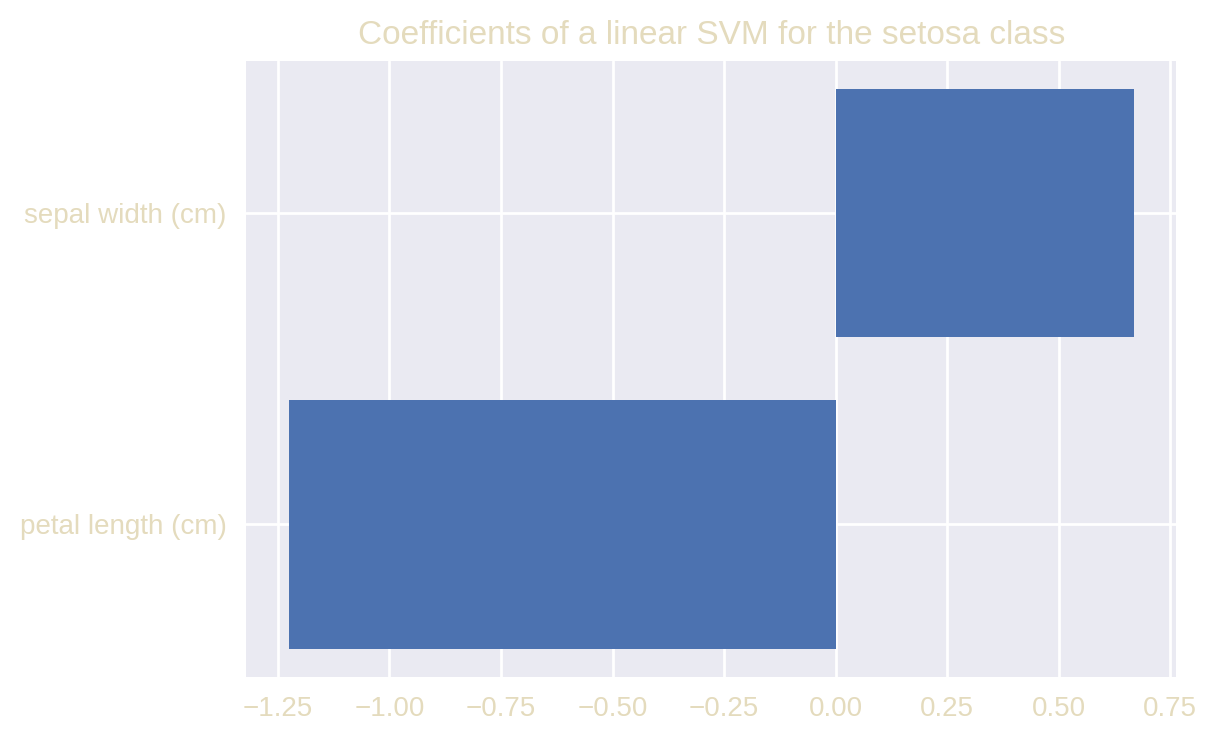 Coefficients of a linear SVM for the setosa class
sepal width (cm)
petal length (cm)
−1.25 −1.00 −0.75 −0.50 −0.25 0.00 0.25 0.50 0.75